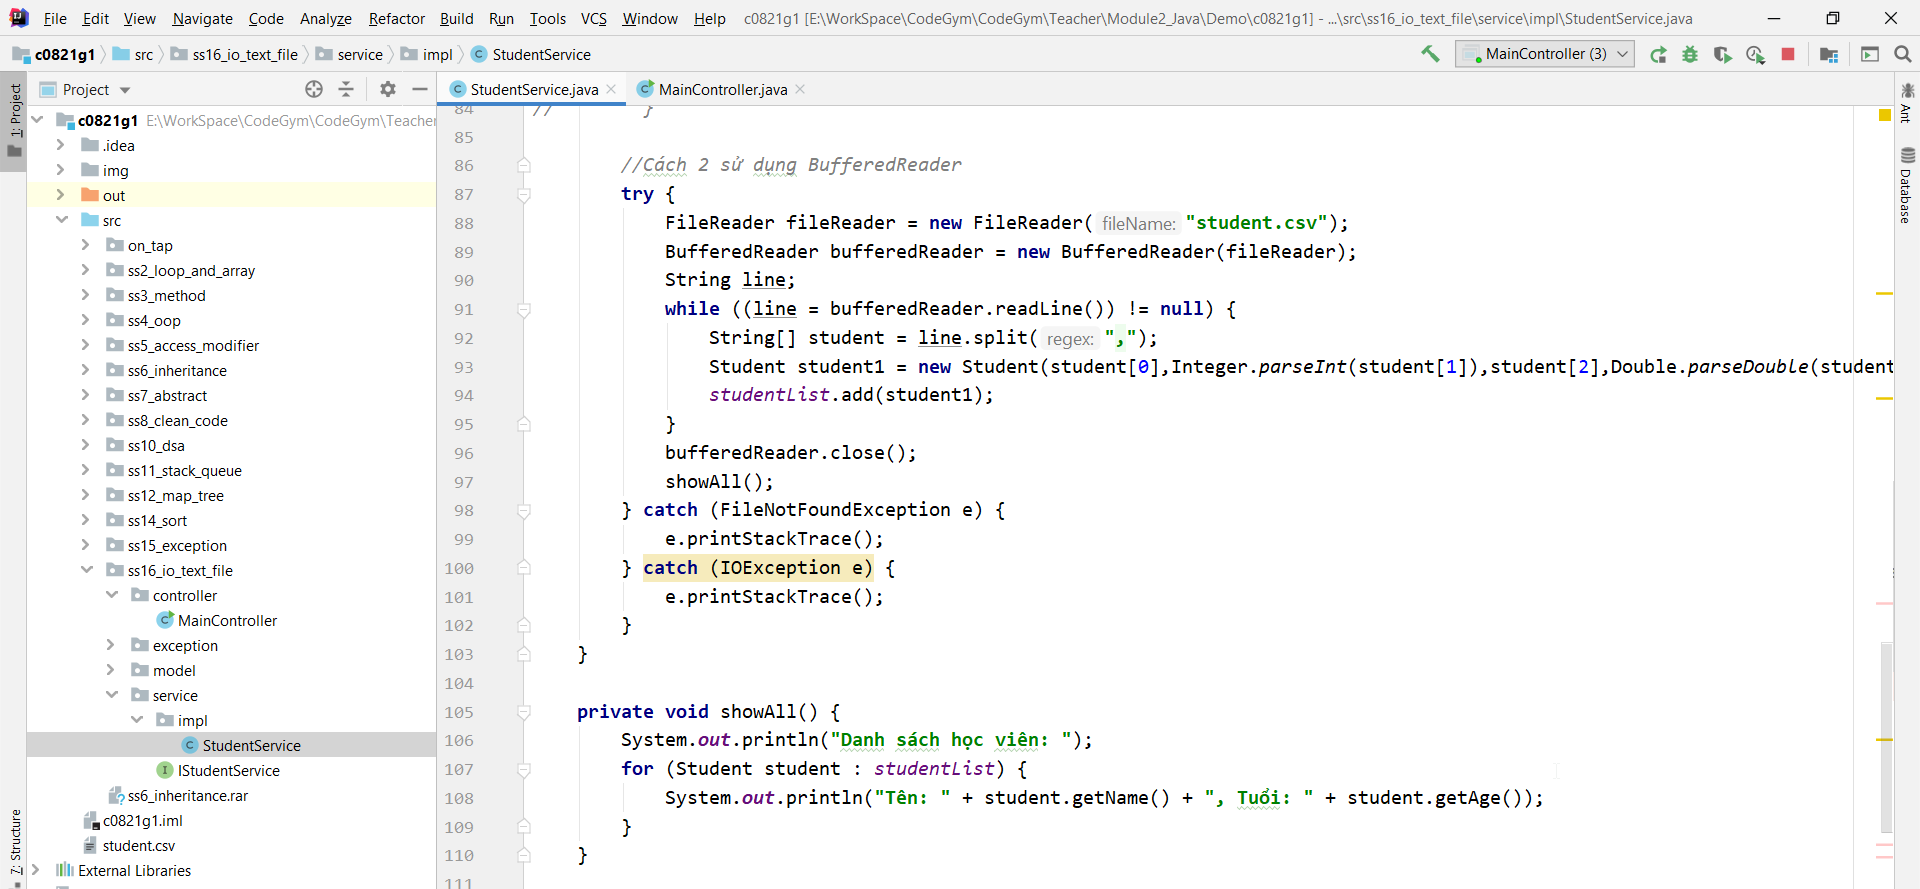 File Edit View Navigate Code Analyze Refactor Build Run Tools VCS Window Help c0821g1 [E:\WorkSpace\CodeGym\CodeGym\Teacher\Module2_Java\Demo\c0821g1] - ...\src\ss16_io_text_file\service\impl\StudentService.java
c0821g1 src ss16_io_text_file service impl StudentService MainController (3)
Project
StudentService.java MainController.java
1: Project
7: Structure
Ant
Database
c0821g1 E:\WorkSpace\CodeGym\CodeGym\Teacher
.idea
img
out
src
on_tap
ss2_loop_and_array
ss3_method
ss4_oop
ss5_access_modifier
ss6_inheritance
ss7_abstract
ss8_clean_code
ss10_dsa
ss11_stack_queue
ss12_map_tree
ss14_sort
ss15_exception
ss16_io_text_file
controller
MainController
exception
model
service
impl
StudentService
IStudentService
ss6_inheritance.rar
c0821g1.iml
student.csv
External Libraries
84 // }
85
86 //Cách 2 sử dụng BufferedReader
87 try {
88 FileReader fileReader = new FileReader( fileName: "student.csv");
89 BufferedReader bufferedReader = new BufferedReader(fileReader);
90 String line;
91 while ((line = bufferedReader.readLine()) != null) {
92 String[] student = line.split( regex: ",");
93 Student student1 = new Student(student[0],Integer.parseInt(student[1]),student[2],Double.parseDouble(student
94 studentList.add(student1);
95 }
96 bufferedReader.close();
97 showAll();
98 } catch (FileNotFoundException e) {
99 e.printStackTrace();
100 } catch (IOException e) {
101 e.printStackTrace();
102 }
103 }
104
105 private void showAll() {
106 System.out.println("Danh sách học viên: ");
107 for (Student student : studentList) {
108 System.out.println("Tên: " + student.getName() + ", Tuổi: " + student.getAge());
109 }
110 }
111